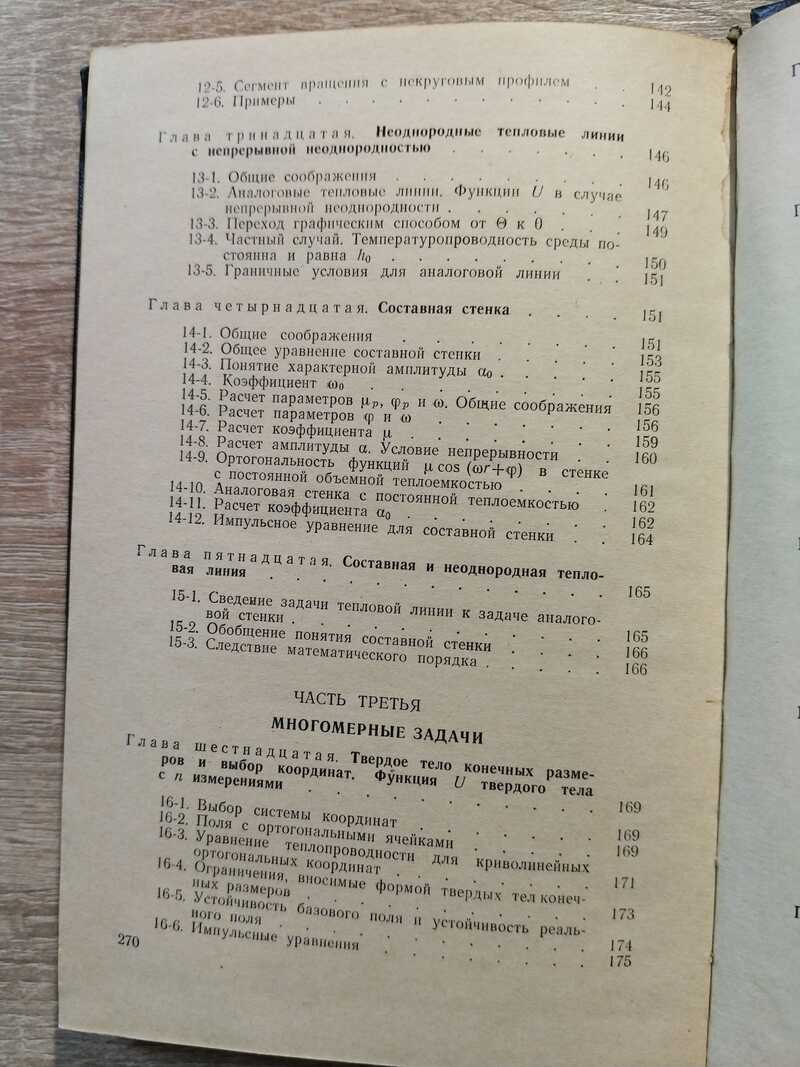 12-5. Сегмент вращения с некруговым профилем . . 142
12-6. Примеры . . . . . . . . . . . . 144
Глава тринадцатая. Неоднородные тепловые линии
с непрерывной неоднородностью . . . . . . . 146
13-1. Общие соображения . . . . . . . . . 146
13-2. Аналоговые тепловые линии. Функции U в случае
непрерывной неоднородности . . . . . . . 147
13-3. Переход графическим способом от Θ к 0 . . . . 149
13-4. Частный случай. Температуропроводность среды по-
стоянна и равна h₀ . . . . . . . . . 150
13-5. Граничные условия для аналоговой линии . . . 151
Глава четырнадцатая. Составная стенка . . . . 151
14-1. Общие соображения . . . . . . . . 151
14-2. Общее уравнение составной стенки . . . . . 153
14-3. Понятие характерной амплитуды a₀ . . . . . 155
14-4. Коэффициент ω₀ . . . . . . . . . 155
14-5. Расчет параметров μₚ, φₚ и ω. Общие соображения 156
14-6. Расчет параметров φ и ω . . . . . . . 156
14-7. Расчет коэффициента μ . . . . . . . . 159
14-8. Расчет амплитуды a. Условие непрерывности . . 160
14-9. Ортогональность функций μ cos (ωr+φ) в стенке
с постоянной объемной теплоемкостью . . . . 161
14-10. Аналоговая стенка с постоянной теплоемкостью . 162
14-11. Расчет коэффициента a₀ . . . . . . . 162
14-12. Импульсное уравнение для составной стенки . . 164
Глава пятнадцатая. Составная и неоднородная тепло-
вая линия . . . . . . . . . . . . 165
15-1. Сведение задачи тепловой линии к задаче аналого-
вой стенки . . . . . . . . . . . 165
15-2. Обобщение понятия составной стенки . . . . 166
15-3. Следствие математического порядка . . . . . 166
ЧАСТЬ ТРЕТЬЯ
МНОГОМЕРНЫЕ ЗАДАЧИ
Глава шестнадцатая. Твердое тело конечных разме-
ров и выбор координат. Функция U твердого тела
с n измерениями . . . . . . . . . . 169
16-1. Выбор системы координат . . . . . . . 169
16-2. Поля с ортогональными ячейками . . . . . 169
16-3. Уравнение теплопроводности для криволинейных
ортогональных координат . . . . . . . . 171
16-4. Ограничения, вносимые формой твердых тел конеч-
ных размеров . . . . . . . . . . 173
16-5. Устойчивость базового поля и устойчивость реаль-
ного поля . . . . . . . . . . . 174
16-6. Импульсные уравнения . . . . . . . . 175
270